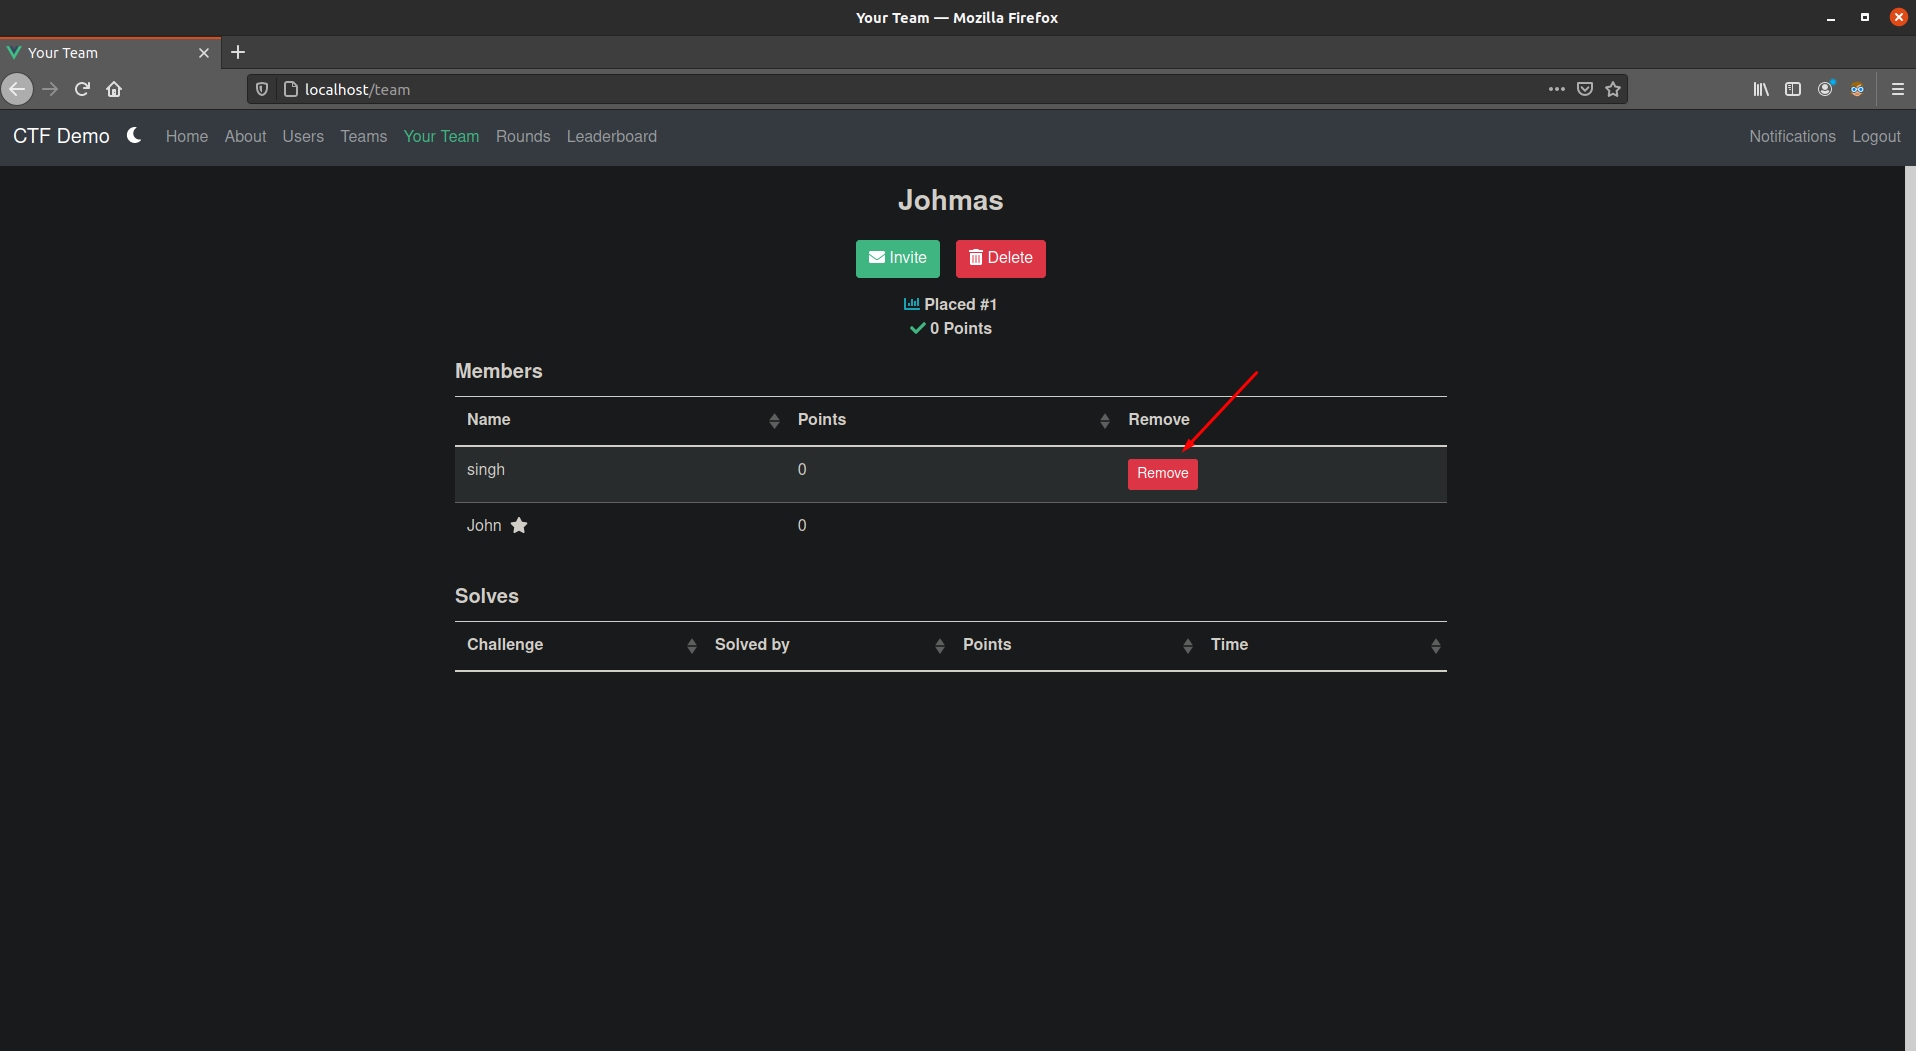 Your Team — Mozilla Firefox
Your Team
localhost/team
CTF Demo Home About Users Teams Your Team Rounds Leaderboard Notifications Logout
Johmas
Invite Delete
Placed #1
0 Points
Members
Name Points Remove
singh 0 Remove
John 0
Solves
Challenge Solved by Points Time